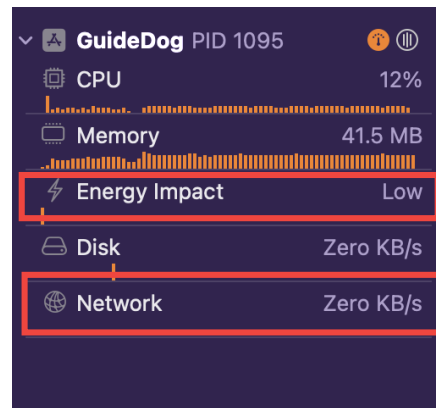 GuideDog PID 1095
CPU 12%
Memory 41.5 MB
Energy Impact Low
Disk Zero KB/s
Network Zero KB/s